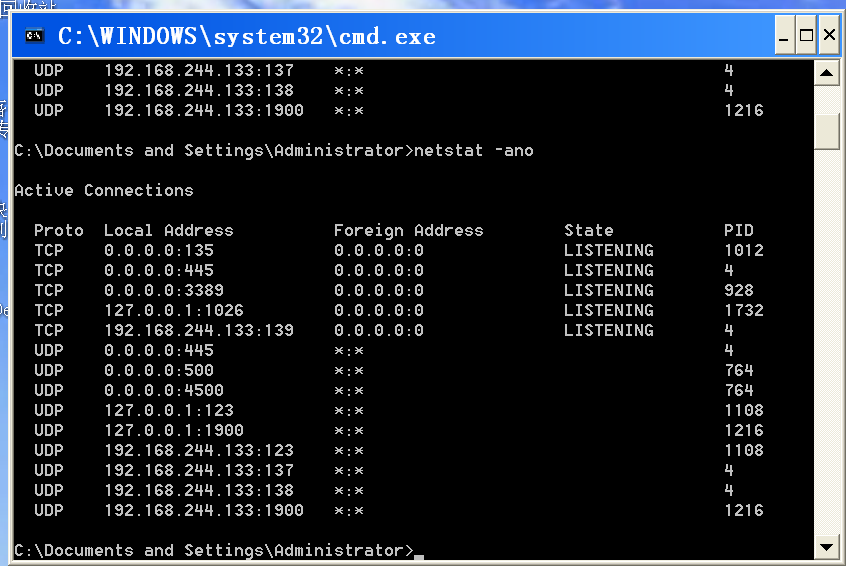 回收站
C:\WINDOWS\system32\cmd.exe
UDP 192.168.244.133:137 *:* 4
UDP 192.168.244.133:138 *:* 4
UDP 192.168.244.133:1900 *:* 1216
C:\Documents and Settings\Administrator>netstat -ano
Active Connections
Proto Local Address Foreign Address State PID
TCP 0.0.0.0:135 0.0.0.0:0 LISTENING 1012
TCP 0.0.0.0:445 0.0.0.0:0 LISTENING 4
TCP 0.0.0.0:3389 0.0.0.0:0 LISTENING 928
TCP 127.0.0.1:1026 0.0.0.0:0 LISTENING 1732
TCP 192.168.244.133:139 0.0.0.0:0 LISTENING 4
UDP 0.0.0.0:445 *:* 4
UDP 0.0.0.0:500 *:* 764
UDP 0.0.0.0:4500 *:* 764
UDP 127.0.0.1:123 *:* 1108
UDP 127.0.0.1:1900 *:* 1216
UDP 192.168.244.133:123 *:* 1108
UDP 192.168.244.133:137 *:* 4
UDP 192.168.244.133:138 *:* 4
UDP 192.168.244.133:1900 *:* 1216
C:\Documents and Settings\Administrator>